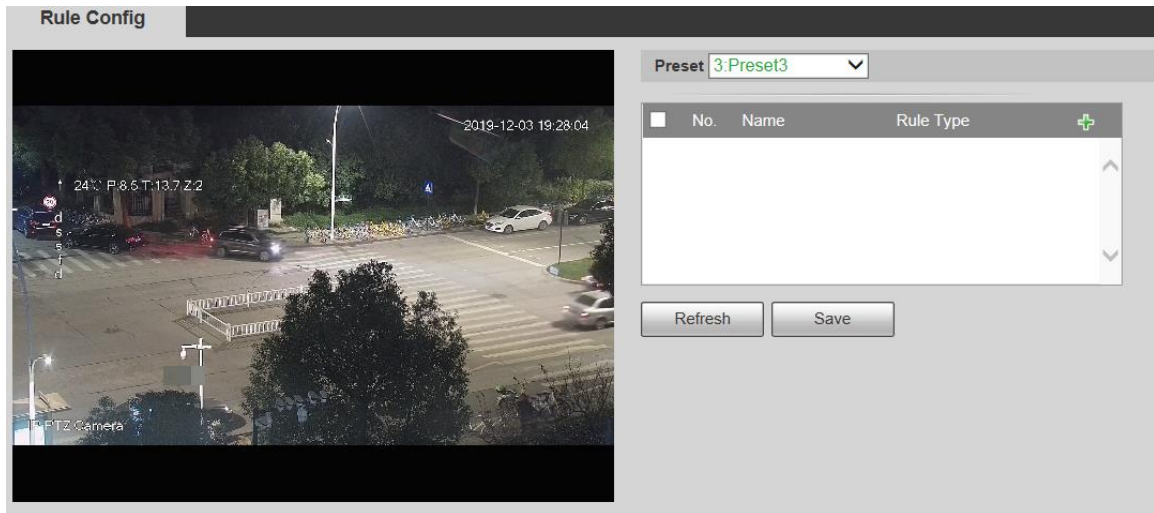 Rule Config
Preset 3:Preset3
No. Name Rule Type
2019-12-03 19:28:04
24℃ P:8.5 T:13.7 Z:2
d
s
s
f
d
IP PTZ Camera
Refresh Save